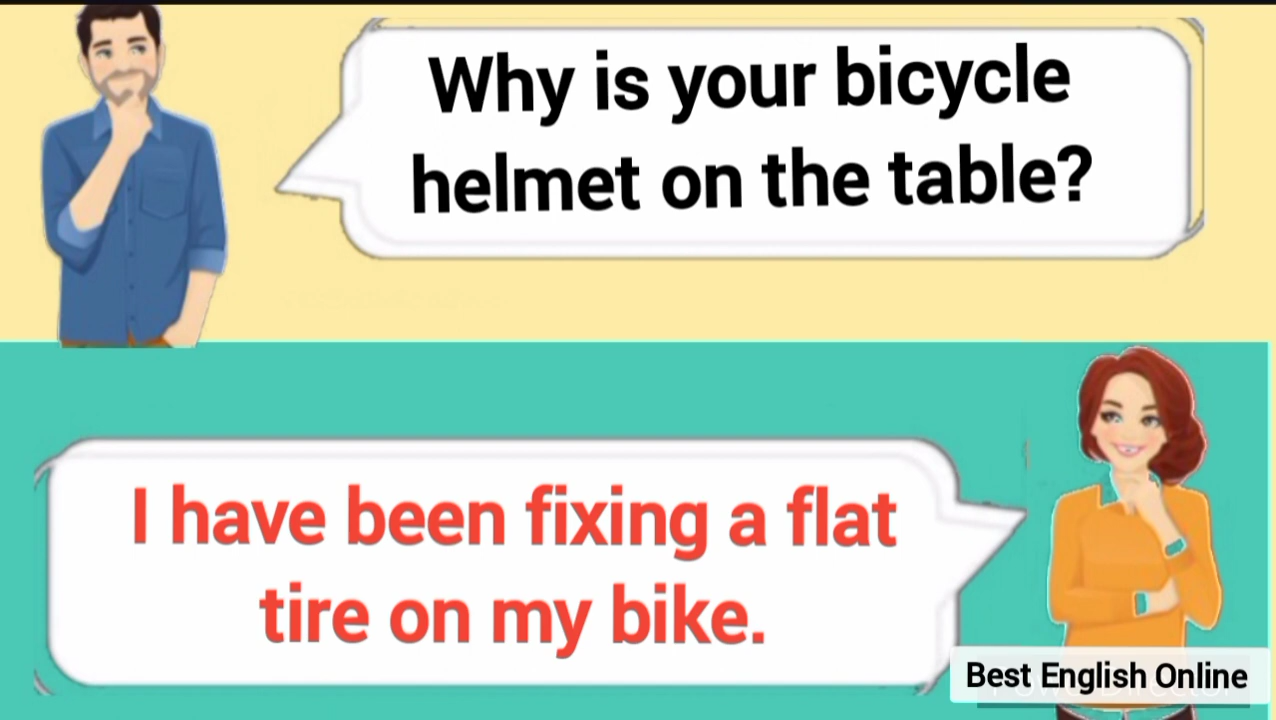 Why is your bicycle
helmet on the table?
I have been fixing a flat
tire on my bike.
Best English Online